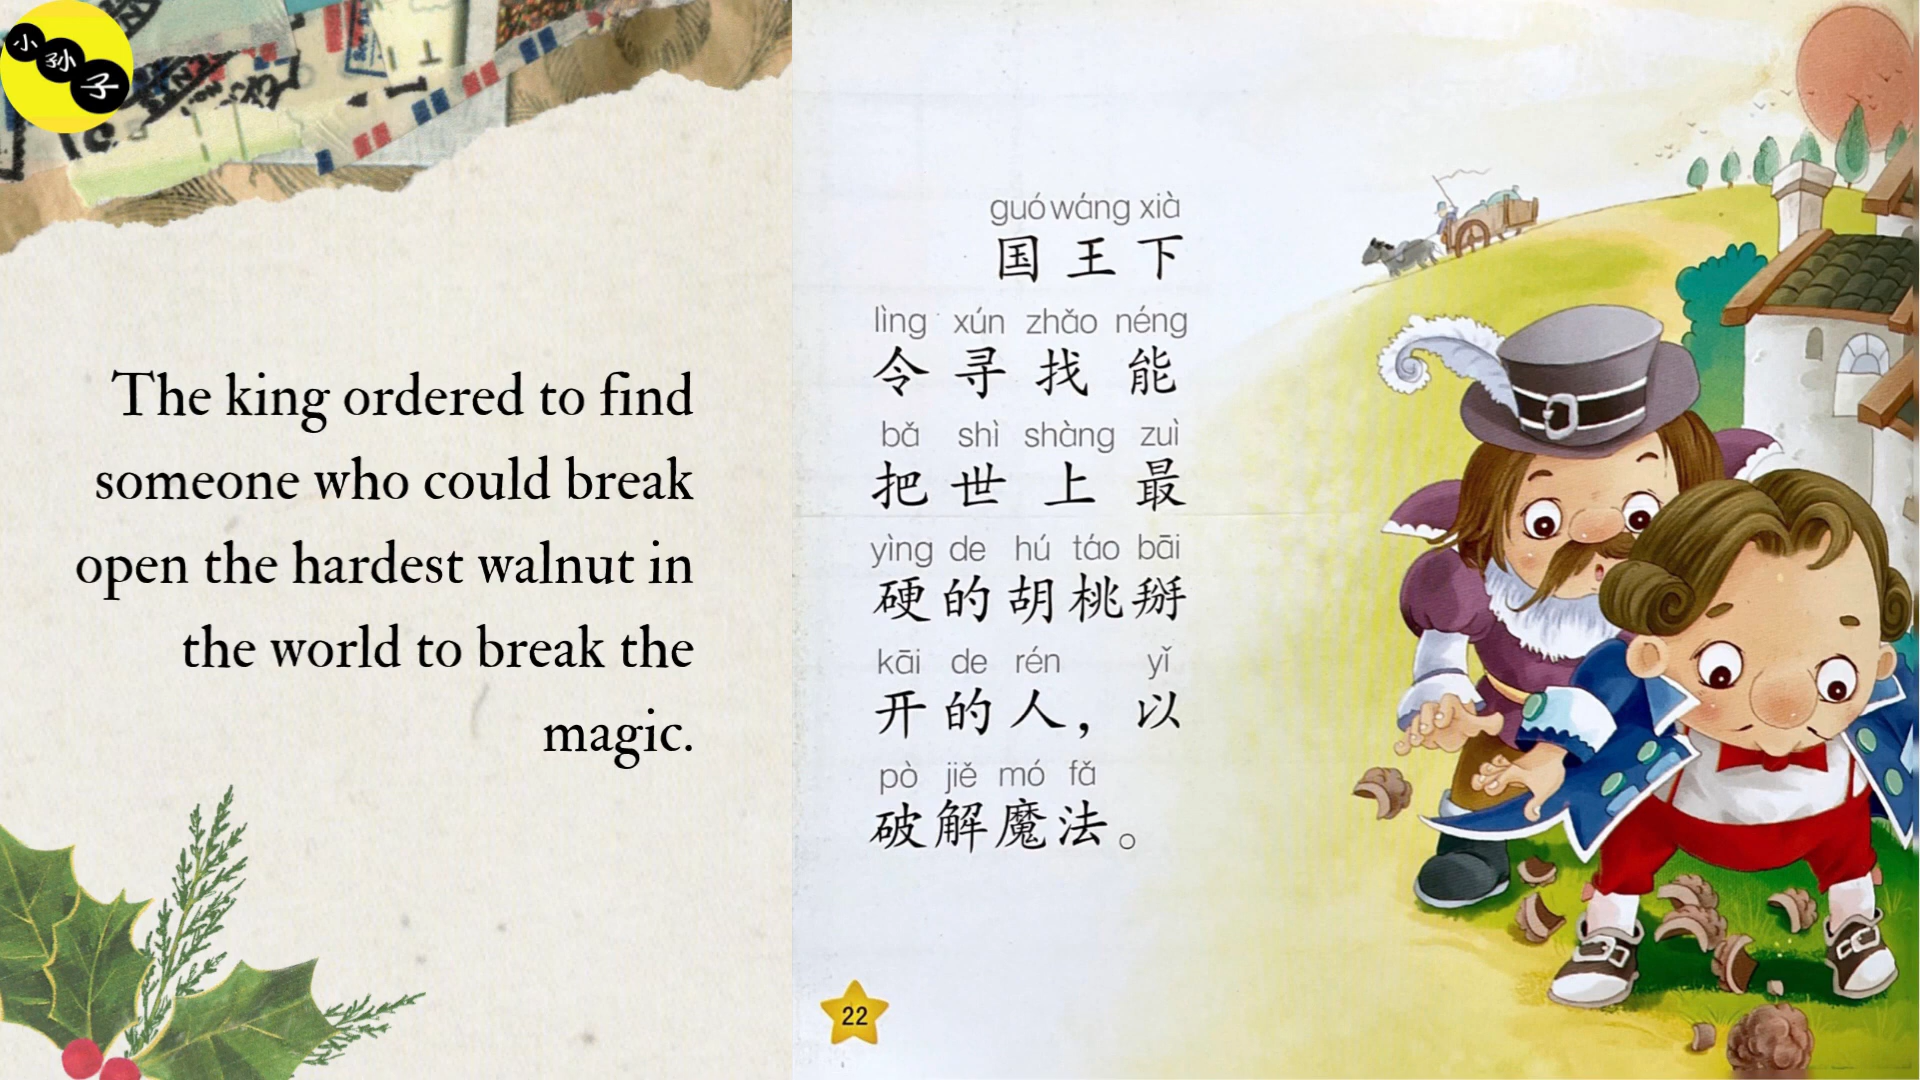 小孙子
The king ordered to find
someone who could break
open the hardest walnut in
the world to break the
magic.
guó wáng xià
国王下
lìng xún zhǎo néng
令寻找能
bǎ shì shàng zuì
把世上最
yìng de hú táo bāi
硬的胡桃掰
kāi de rén yǐ
开的人，以
pò jiě mó fǎ
破解魔法。
22